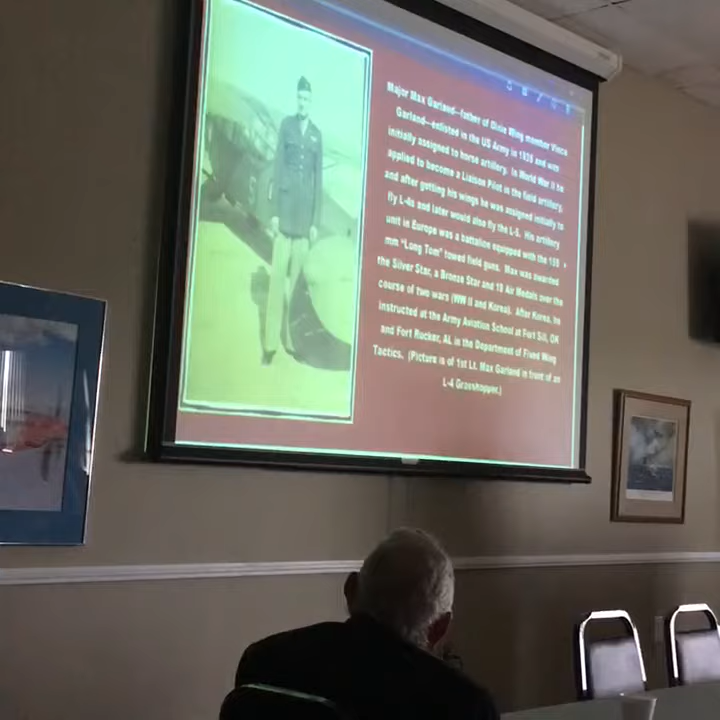 Major Max Garland—father of Dixie Wing member Vince
Garland—enlisted in the US Army in 1939 and was
initially assigned to horse artillery. In World War II he
applied to become a Liaison Pilot in the field artillery,
and after getting his wings he was assigned initially to
fly L-4s and later would also fly the L-5. His artillery
unit in Europe was a battalion equipped with the 155
mm "Long Tom" towed field guns. Max was awarded
the Silver Star, a Bronze Star and 18 Air Medals over the
course of two wars (WW II and Korea). After Korea, he
instructed at the Army Aviation School at Fort Sill, OK
and Fort Rucker, AL in the Department of Fixed Wing
Tactics. (Picture is of 1st Lt. Max Garland in front of an
L-4 Grasshopper.)